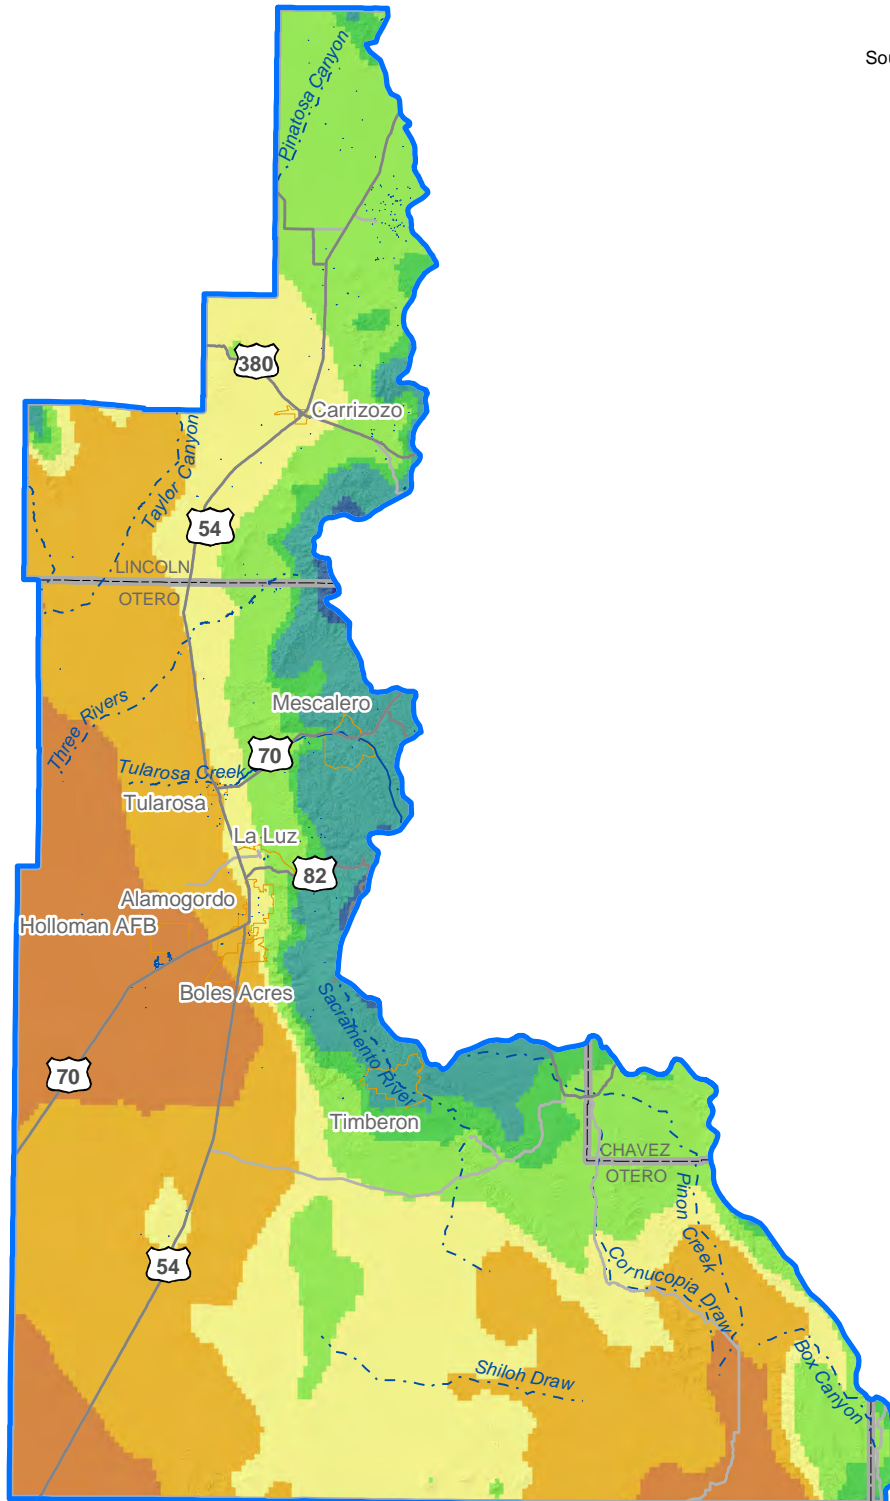 Sou
Pinatosa Canyon
380
Carrizozo
Taylor Canyon
54
LINCOLN
OTERO
Mescalero
Three Rivers
70
Tularosa Creek
Tularosa
La Luz
82
Alamogordo
Holloman AFB
Boles Acres
Sacramento River
70
Timberon
CHAVEZ
OTERO
Pinon Creek
54
Cornucopia Draw
Box Canyon
Shiloh Draw